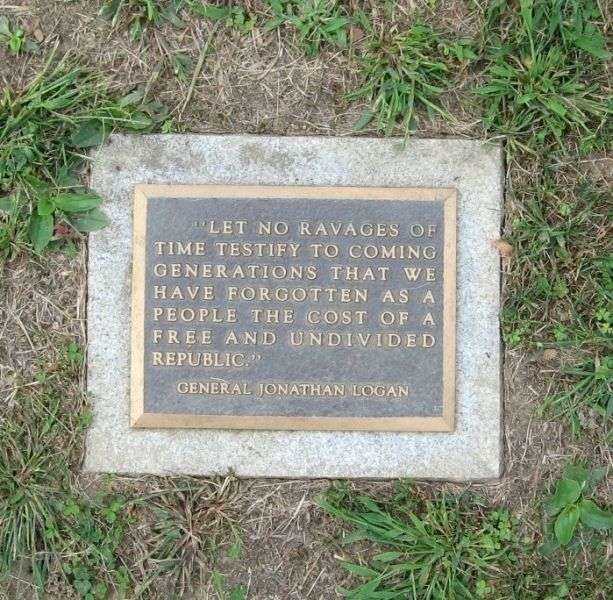 "LET NO RAVAGES OF
TIME TESTIFY TO COMING
GENERATIONS THAT WE
HAVE FORGOTTEN AS A
PEOPLE THE COST OF A
FREE AND UNDIVIDED
REPUBLIC."
GENERAL JONATHAN LOGAN